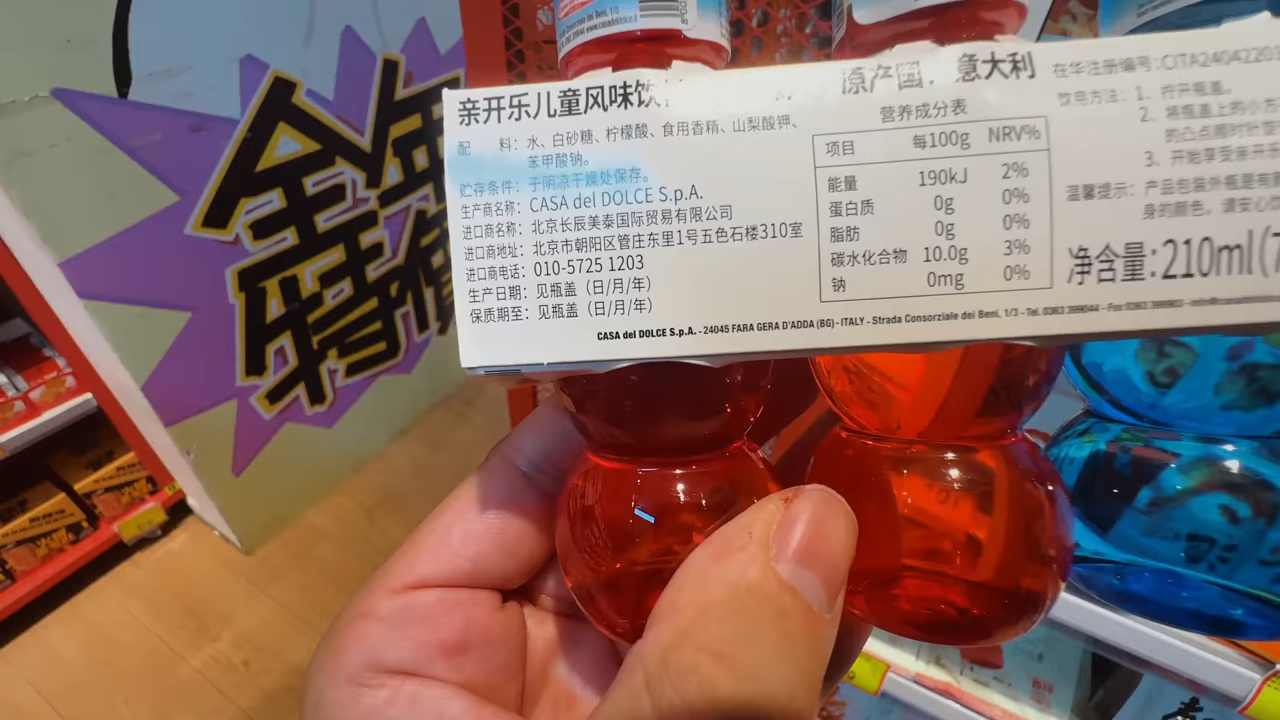 全年
特價
www.casadeldolce.it
亲开乐儿童风味饮
原产国：意大利
配 料：水、白砂糖、柠檬酸、食用香精、山梨酸钾、
苯甲酸钠。
贮存条件：于阴凉干燥处保存。
生产商名称：CASA del DOLCE S.p.A.
进口商名称：北京长辰美泰国际贸易有限公司
进口商地址：北京市朝阳区管庄东里1号五色石楼310室
进口商电话：010-5725 1203
生产日期：见瓶盖（日/月/年）
保质期至：见瓶盖（日/月/年）
营养成分表
项目 每100g NRV%
能量 190kJ 2%
蛋白质 0g 0%
脂肪 0g 0%
碳水化合物 10.0g 3%
钠 0mg 0%
在华注册编号：CITA2404220
饮用方法：1、拧开瓶盖。
2、将瓶盖上的小方
的凸点顺时针旋
3、开始享受亲开乐
温馨提示：产品包装外瓶是有
身的颜色。请安心饮
净含量：210ml(7
CASA del DOLCE S.p.A. - 24045 FARA GERA D'ADDA (BG) - ITALY - Strada Consorziale dei Beni, 1/3 - Tel. 0363 399044 - Fax 0363